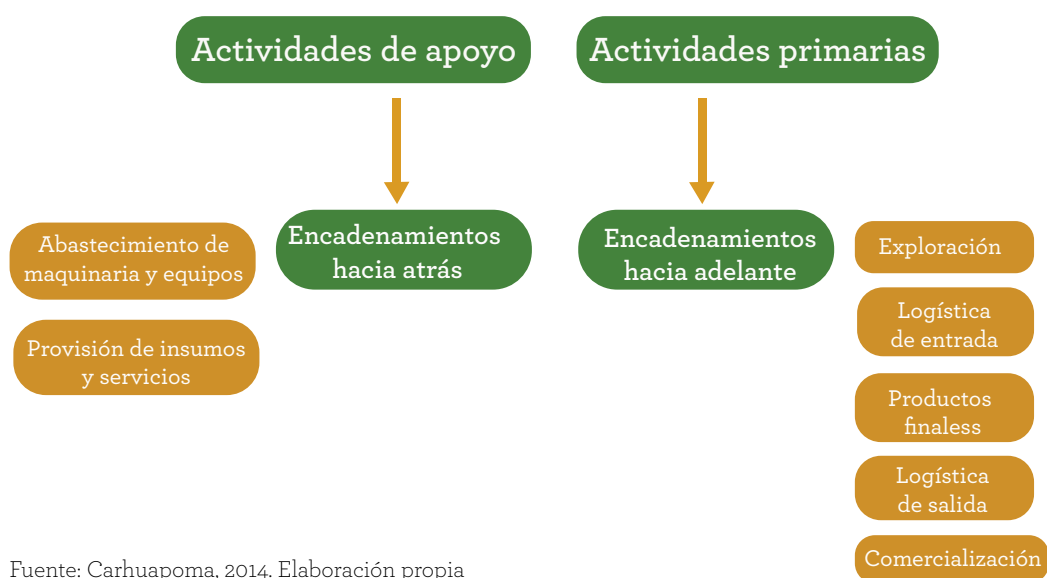 Actividades de apoyo
Actividades primarias
Encadenamientos
hacia atrás
Encadenamientos
hacia adelante
Abastecimiento de
maquinaria y equipos
Provisión de insumos
y servicios
Exploración
Logística
de entrada
Productos
finaless
Logística
de salida
Comercialización
Fuente: Carhuapoma, 2014. Elaboración propia